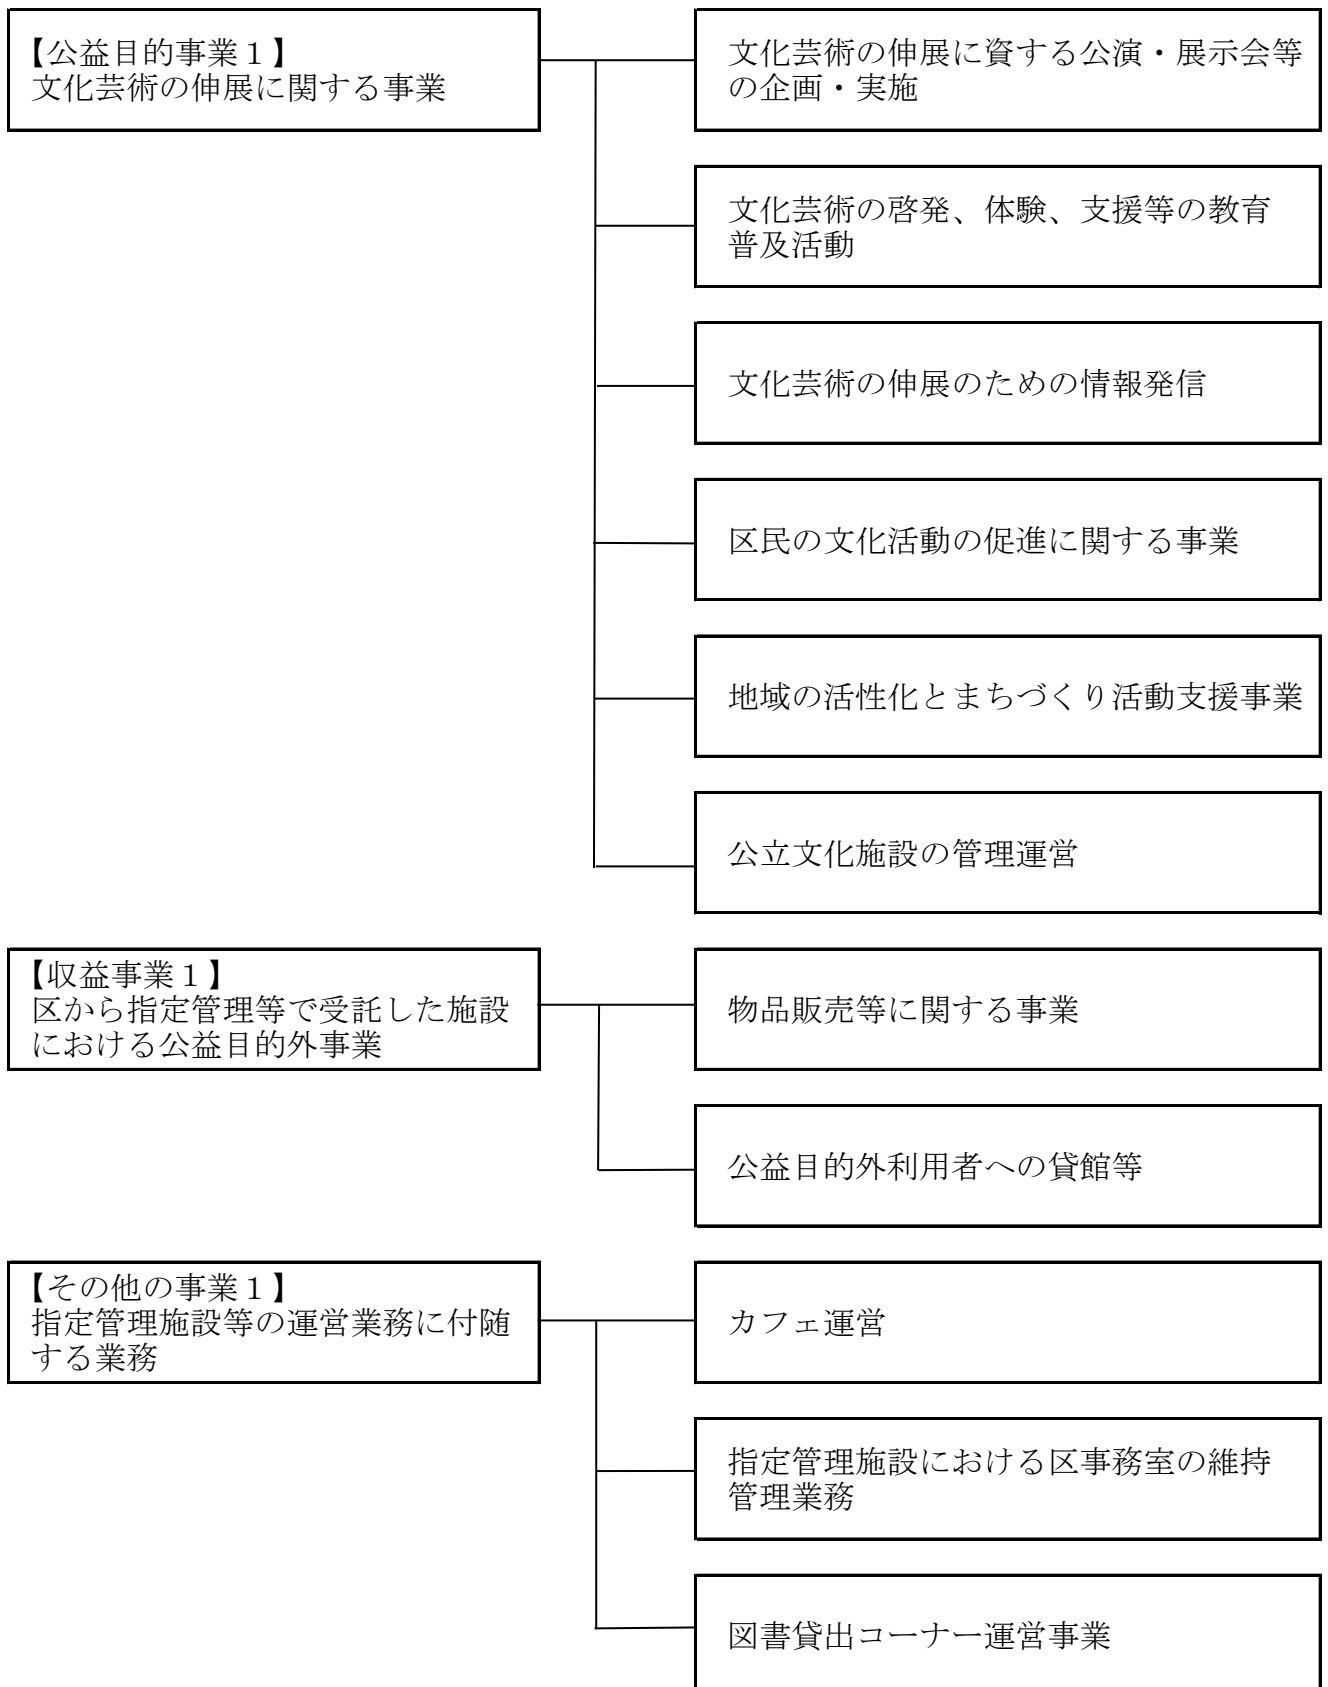 【公益目的事業１】
文化芸術の伸展に関する事業
文化芸術の伸展に資する公演・展示会等
の企画・実施
文化芸術の啓発、体験、支援等の教育
普及活動
文化芸術の伸展のための情報発信
区民の文化活動の促進に関する事業
地域の活性化とまちづくり活動支援事業
公立文化施設の管理運営
【収益事業１】
区から指定管理等で受託した施設
における公益目的外事業
物品販売等に関する事業
公益目的外利用者への貸館等
【その他の事業１】
指定管理施設等の運営業務に付随
する業務
カフェ運営
指定管理施設における区事務室の維持
管理業務
図書貸出コーナー運営事業